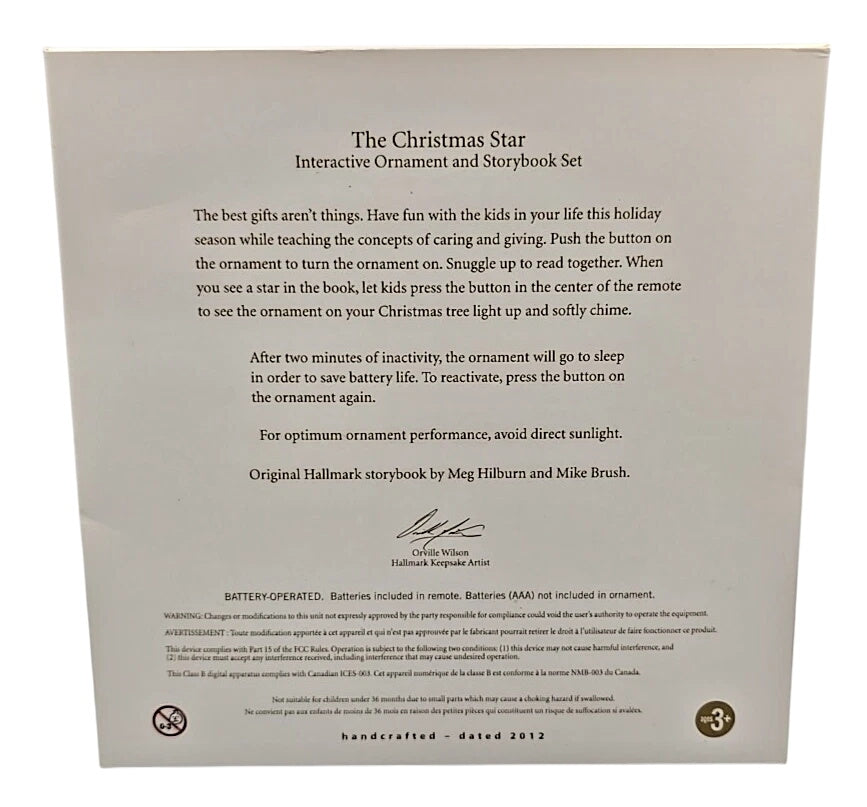 The Christmas Star
Interactive Ornament and Storybook Set
The best gifts aren't things. Have fun with the kids in your life this holiday
season while teaching the concepts of caring and giving. Push the button on
the ornament to turn the ornament on. Snuggle up to read together. When
you see a star in the book, let kids press the button in the center of the remote
to see the ornament on your Christmas tree light up and softly chime.
After two minutes of inactivity, the ornament will go to sleep
in order to save battery life. To reactivate, press the button on
the ornament again.
For optimum ornament performance, avoid direct sunlight.
Original Hallmark storybook by Meg Hilburn and Mike Brush.
Orville Wilson
Hallmark Keepsake Artist
BATTERY-OPERATED. Batteries included in remote. Batteries (AAA) not included in ornament.
WARNING: Changes or modifications to this unit not expressly approved by the party responsible for compliance could void the user's authority to operate the equipment.
AVERTISSEMENT : Toute modification apportée à cet appareil et qui n'est pas approuvée par le fabricant pourrait retirer le droit à l'utilisateur de faire fonctionner ce produit.
This device complies with Part 15 of the FCC Rules. Operation is subject to the following two conditions: (1) this device may not cause harmful interference, and
(2) this device must accept any interference received, including interference that may cause undesired operation.
This Class B digital apparatus complies with Canadian ICES-003. Cet appareil numérique de la classe B est conforme à la norme NMB-003 du Canada.
Not suitable for children under 36 months due to small parts which may cause a choking hazard if swallowed.
Ne convient pas aux enfants de moins de 36 mois en raison des petites pièces qui constituent un risque de suffocation si avalées.
0-3
ages 3+
handcrafted – dated 2012